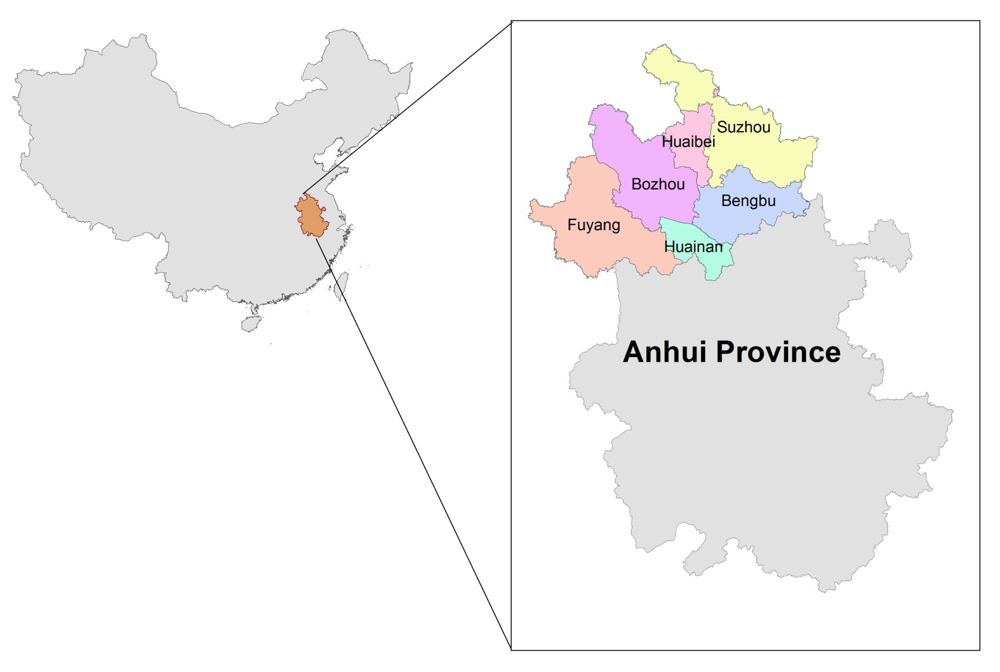 Suzhou
Huaibei
Bozhou
Bengbu
Fuyang
Huainan
Anhui Province